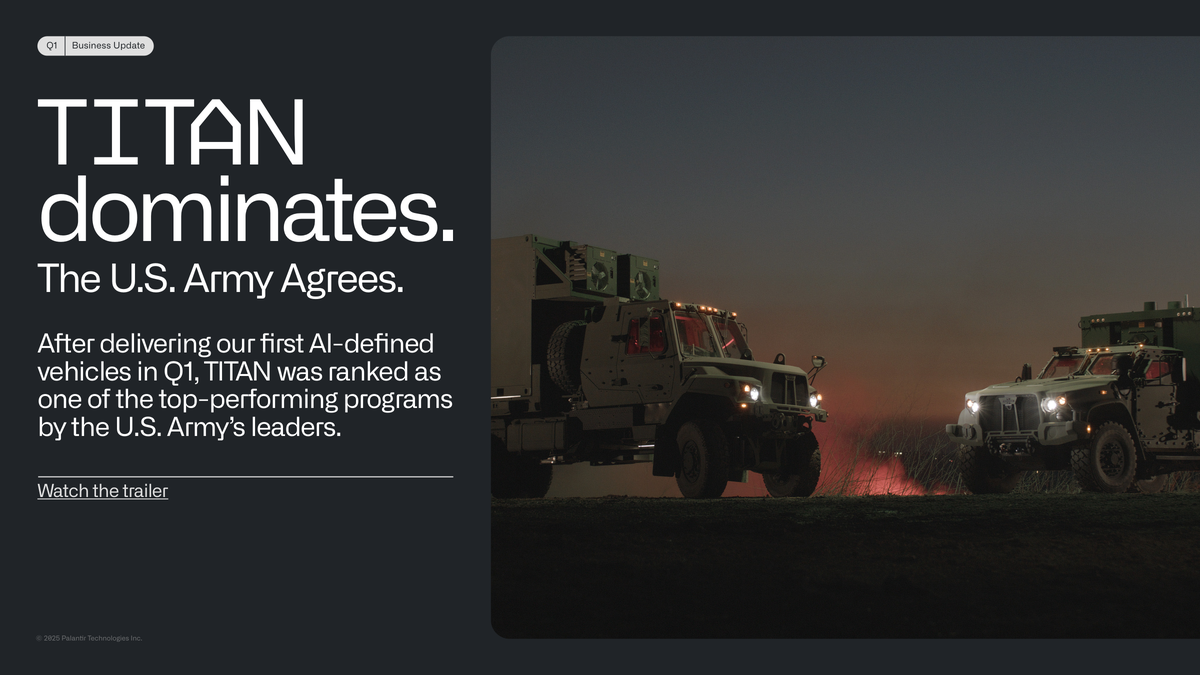 Q1 Business Update
TITAN
dominates.
The U.S. Army Agrees.
After delivering our first AI-defined
vehicles in Q1, TITAN was ranked as
one of the top-performing programs
by the U.S. Army’s leaders.
Watch the trailer
© 2025 Palantir Technologies Inc.